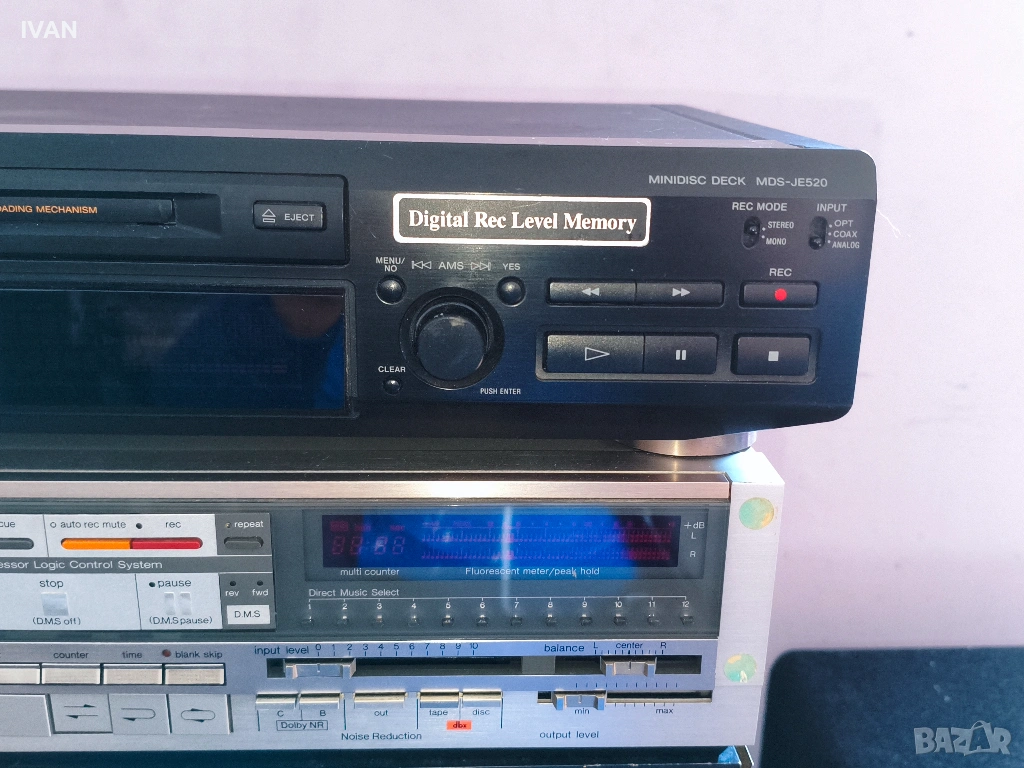 IVAN
MINIDISC DECK MDS-JE520
OADING MECHANISM
EJECT
Digital Rec Level Memory
REC MODE
STEREO
MONO
INPUT
OPT
COAX
ANALOG
MENU/
NO
AMS
YES
REC
CLEAR
PUSH ENTER
cue
auto rec mute
rec
repeat
essor Logic Control System
stop
(D.M.S off)
pause
(D.M.S pause)
rev fwd
D.M.S
+dB
L
R
multi counter
Fluorescent meter/peak hold
Direct Music Select
1 2 3 4 5 6 7 8 9 10 11 12
counter
time
blank skip
input level 0 1 2 3 4 5 6 7 8 9 10
balance L center R
C B
Dolby NR
out
tape disc
dbx
Noise Reduction
min max
output level
BAZAR